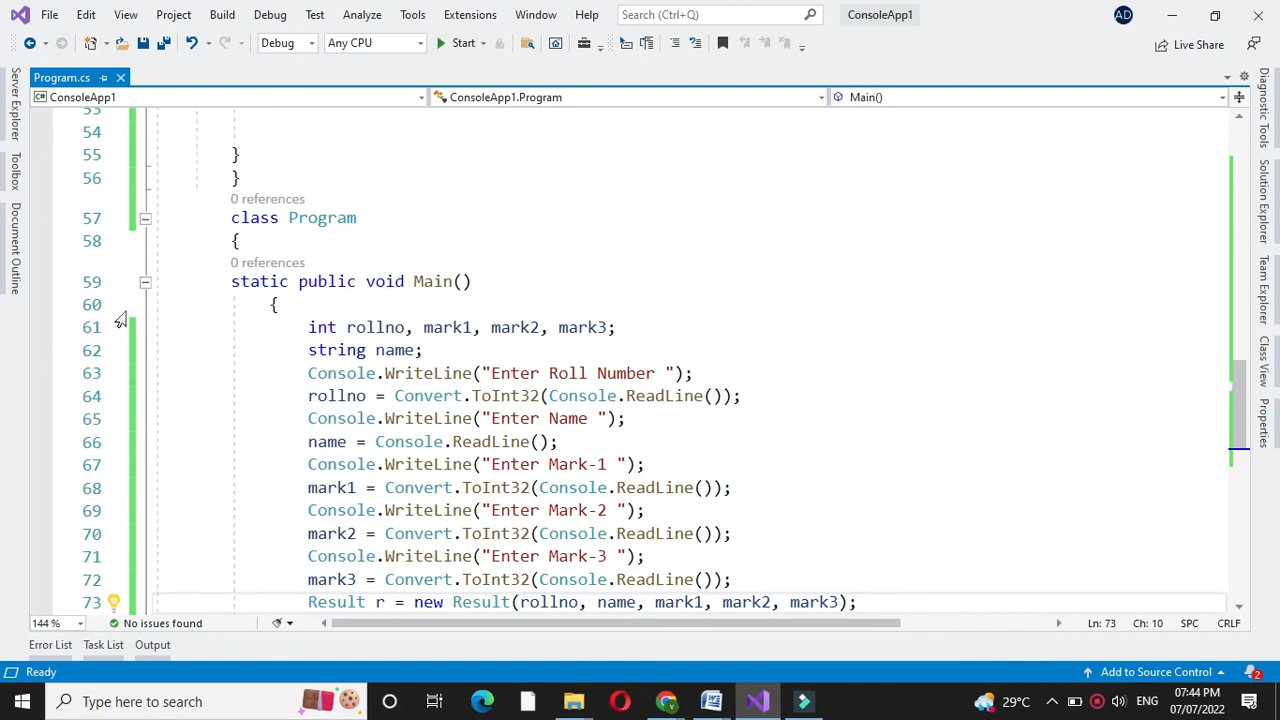 File Edit View Project Build Debug Test Analyze Tools Extensions Window Help Search (Ctrl+Q) ConsoleApp1 AD
Debug Any CPU Start Live Share
Program.cs
ConsoleApp1 ConsoleApp1.Program Main()
Server Explorer
Toolbox
Document Outline
53
54
55 }
56 }
0 references
57 class Program
58 {
0 references
59 static public void Main()
60 {
61 int rollno, mark1, mark2, mark3;
62 string name;
63 Console.WriteLine("Enter Roll Number ");
64 rollno = Convert.ToInt32(Console.ReadLine());
65 Console.WriteLine("Enter Name ");
66 name = Console.ReadLine();
67 Console.WriteLine("Enter Mark-1 ");
68 mark1 = Convert.ToInt32(Console.ReadLine());
69 Console.WriteLine("Enter Mark-2 ");
70 mark2 = Convert.ToInt32(Console.ReadLine());
71 Console.WriteLine("Enter Mark-3 ");
72 mark3 = Convert.ToInt32(Console.ReadLine());
73 Result r = new Result(rollno, name, mark1, mark2, mark3);
Diagnostic Tools
Solution Explorer
Team Explorer
Class View
Properties
144 % No issues found Ln: 73 Ch: 10 SPC CRLF
Error List Task List Output
Ready Add to Source Control 2
Type here to search 29°C ENG 07:44 PM
07/07/2022